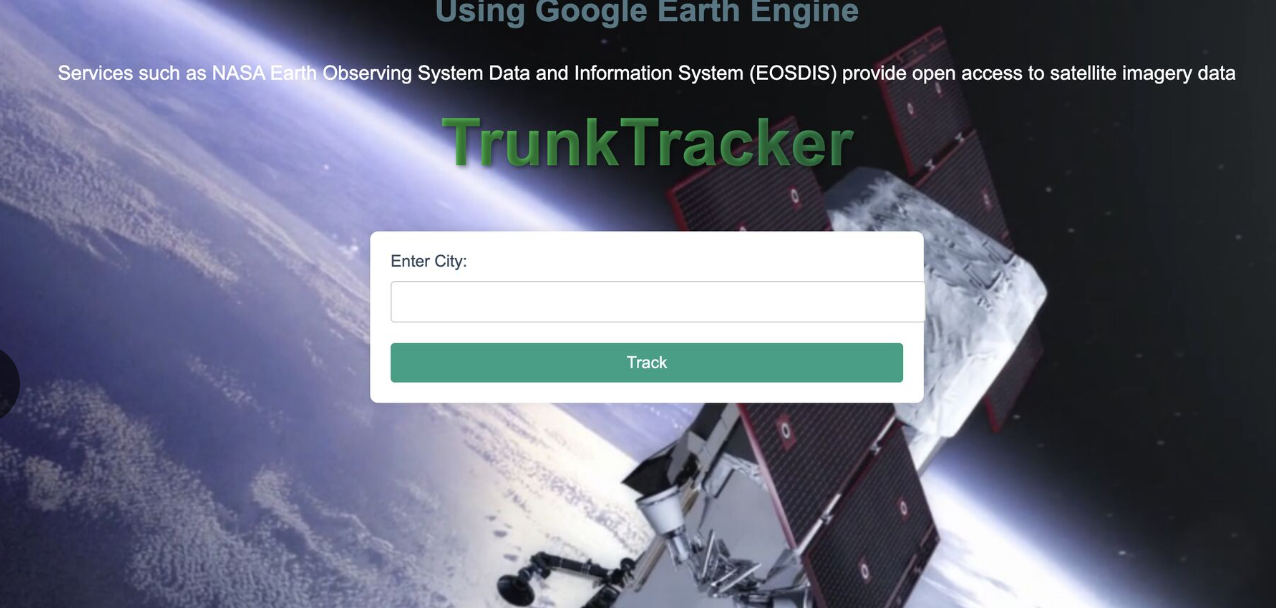 Using Google Earth Engine
Services such as NASA Earth Observing System Data and Information System (EOSDIS) provide open access to satellite imagery data
TrunkTracker
Enter City:
Track